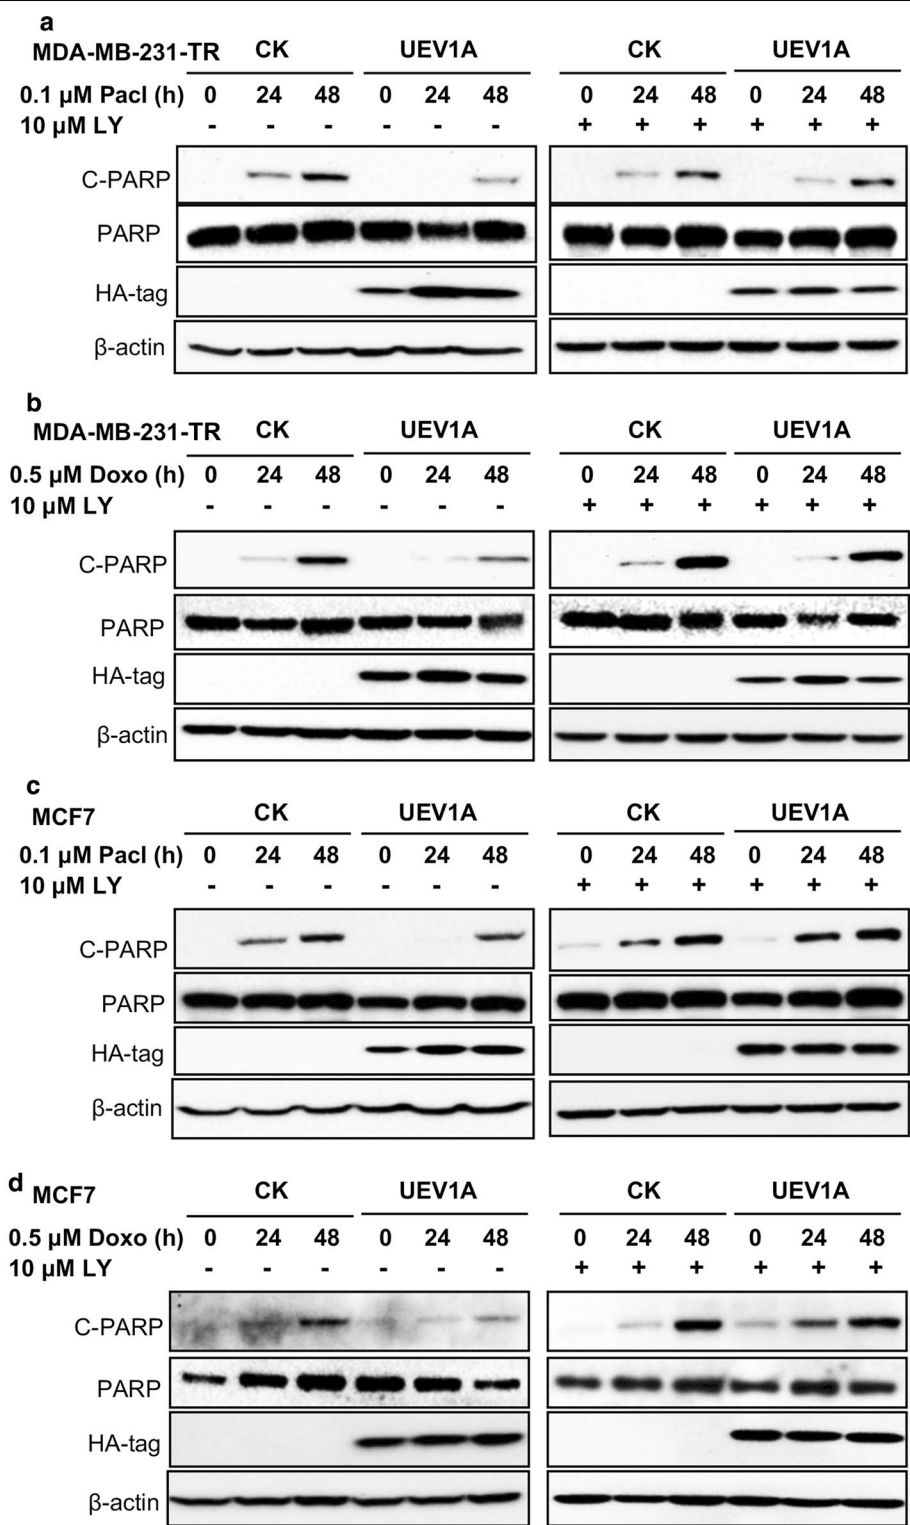 a
MDA-MB-231-TR CK UEV1A CK UEV1A
0.1 µM Pacl (h) 0 24 48 0 24 48 0 24 48 0 24 48
10 µM LY - - - - - - + + + + + +
C-PARP
PARP
HA-tag
β-actin
b
MDA-MB-231-TR CK UEV1A CK UEV1A
0.5 µM Doxo (h) 0 24 48 0 24 48 0 24 48 0 24 48
10 µM LY - - - - - - + + + + + +
C-PARP
PARP
HA-tag
β-actin
c
MCF7 CK UEV1A CK UEV1A
0.1 µM Pacl (h) 0 24 48 0 24 48 0 24 48 0 24 48
10 µM LY - - - - - - + + + + + +
C-PARP
PARP
HA-tag
β-actin
d
MCF7 CK UEV1A CK UEV1A
0.5 µM Doxo (h) 0 24 48 0 24 48 0 24 48 0 24 48
10 µM LY - - - - - - + + + + + +
C-PARP
PARP
HA-tag
β-actin